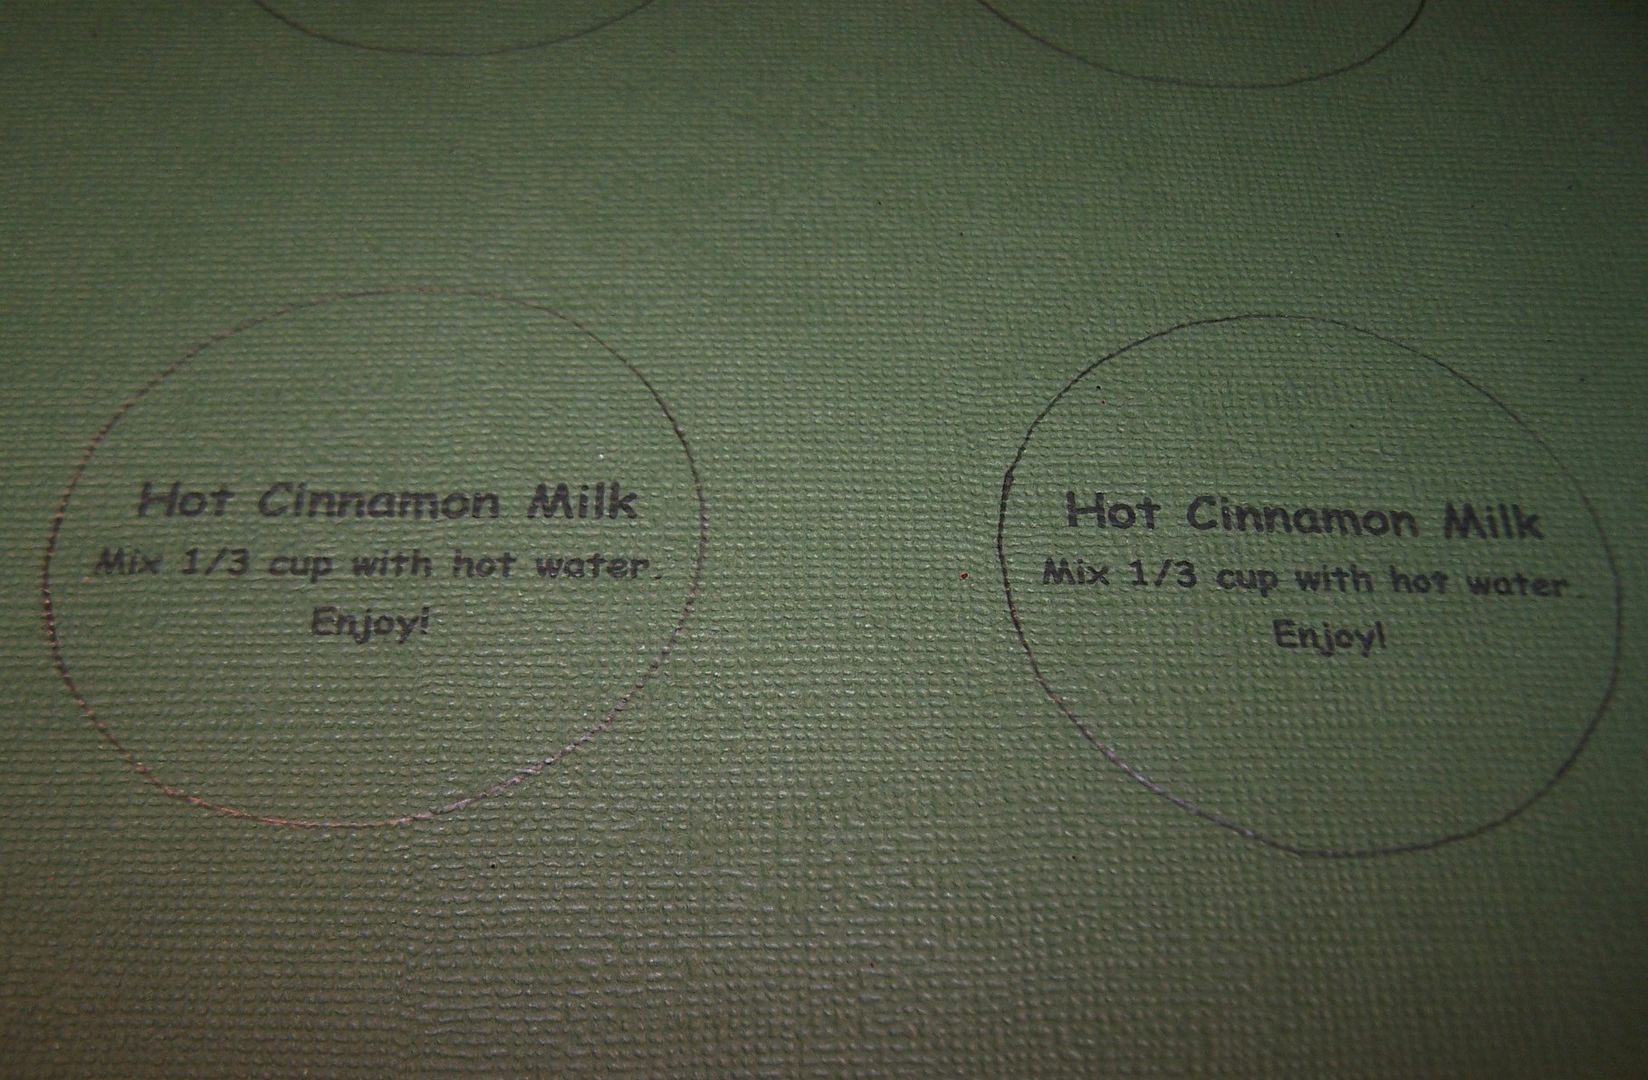 Hot Cinnamon Milk
Mix 1/3 cup with hot water.
Enjoy!
Hot Cinnamon Milk
Mix 1/3 cup with hot water.
Enjoy!